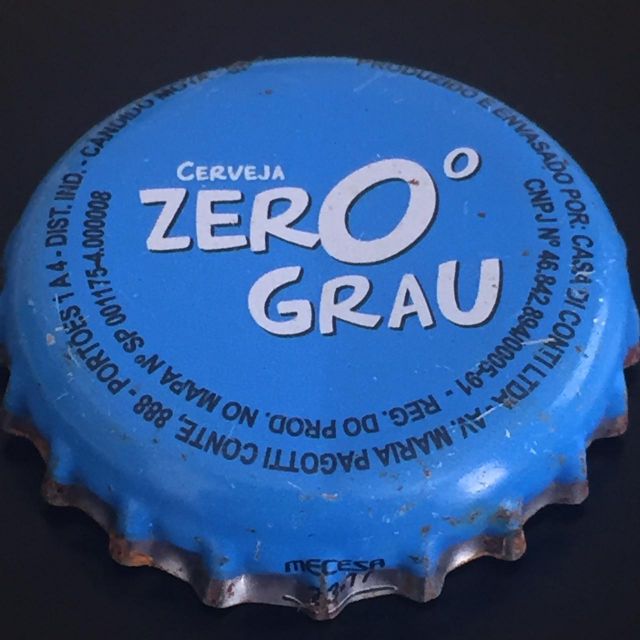 CERVEJA
ZERO°
GRAU
PRODUZIDO E ENVASADO POR: CASA DI CONTI LTDA - AV. MARIA PAGOTTI CONTE, 888 - PORTÕES 1 A 4 - DIST. IND. - CÂNDIDO MOTA - SP
CNPJ Nº 46.842.894/0005-91 - REG. DO PROD. NO MAPA Nº SP 001175-4.000008
MECESA